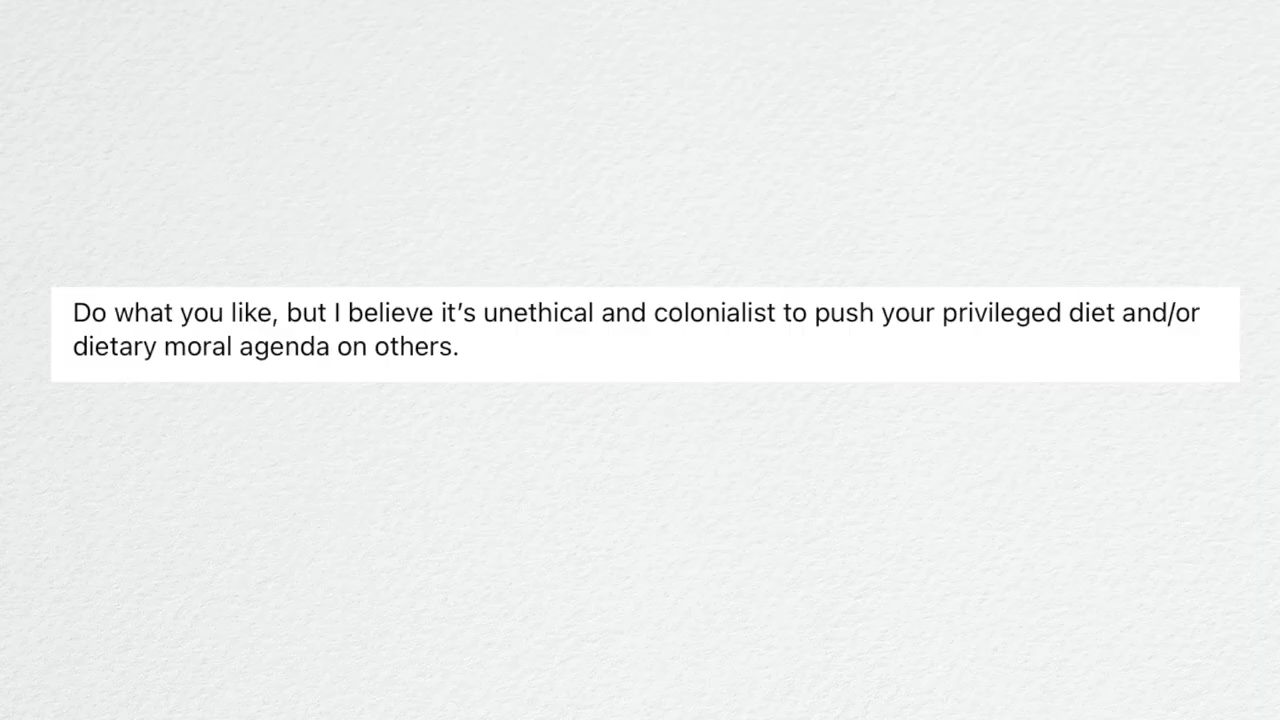 Do what you like, but I believe it’s unethical and colonialist to push your privileged diet and/or
dietary moral agenda on others.